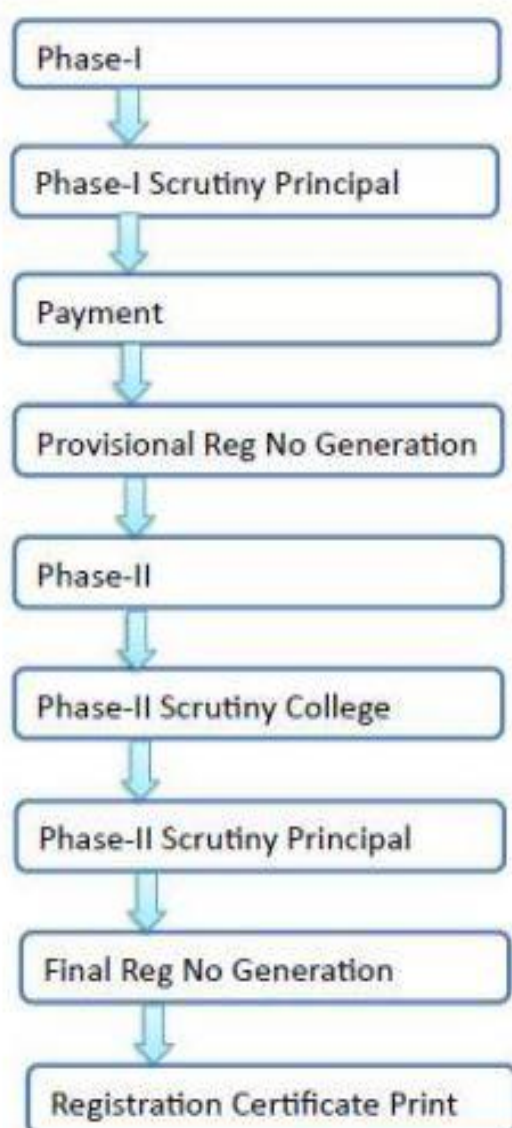 Phase-I
Phase-I Scrutiny Principal
Payment
Provisional Reg No Generation
Phase-II
Phase-II Scrutiny College
Phase-II Scrutiny Principal
Final Reg No Generation
Registration Certificate Print